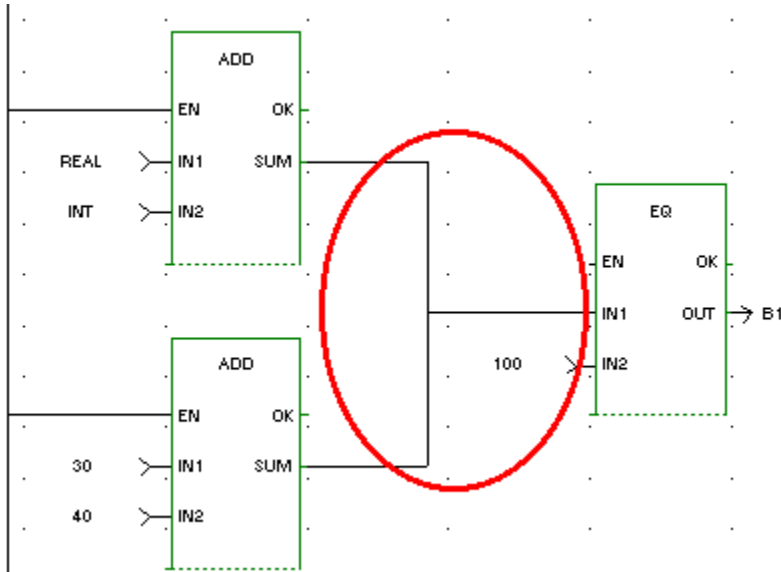 ADD
EN OK
REAL IN1 SUM
INT IN2
EQ
EN OK
IN1 OUT B1
100 IN2
ADD
EN OK
30 IN1 SUM
40 IN2